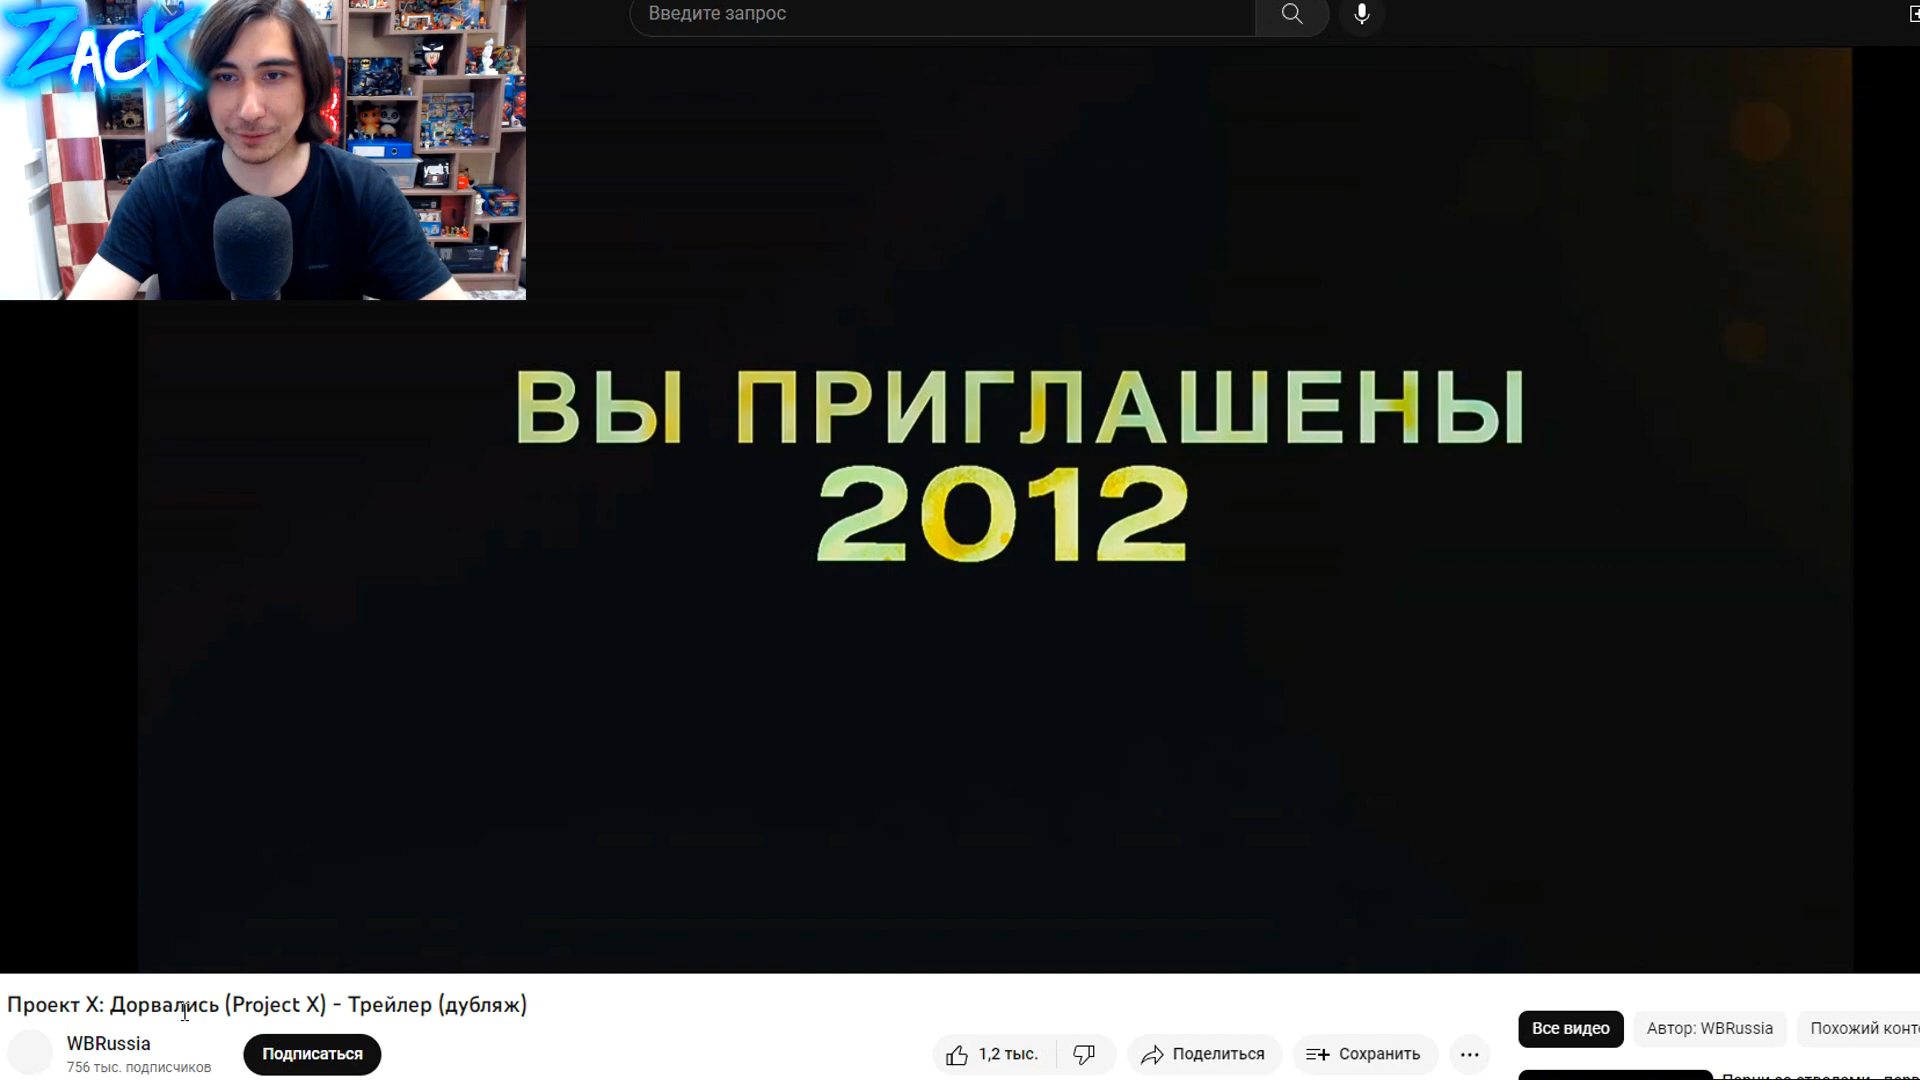 ZACK
Введите запрос
ВЫ ПРИГЛАШЕНЫ
2012
Проект X: Дорвались (Project X) - Трейлер (дубляж)
WBRussia
756 тыс. подписчиков
Подписаться
1,2 тыс.
Поделиться
Сохранить
Все видео
Автор: WBRussia
Похожий конт